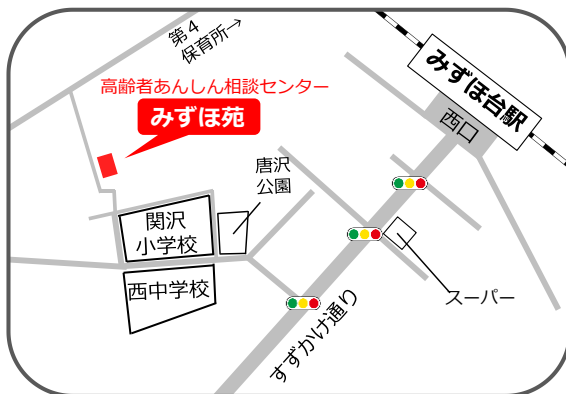 第4
保育所→
高齢者あんしん相談センター
みずほ苑
みずほ台駅
西口
唐沢
公園
関沢
小学校
西中学校
スーパー
すずかけ通り